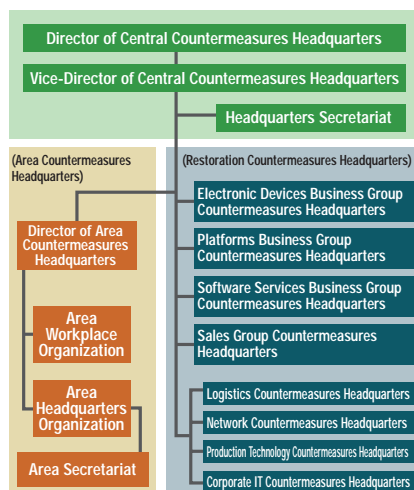 Director of Central Countermeasures Headquarters
Vice-Director of Central Countermeasures Headquarters
Headquarters Secretariat
(Area Countermeasures
Headquarters)
Director of Area
Countermeasures
Headquarters
Area
Workplace
Organization
Area
Headquarters
Organization
Area Secretariat
(Restoration Countermeasures Headquarters)
Electronic Devices Business Group
Countermeasures Headquarters
Platforms Business Group
Countermeasures Headquarters
Software Services Business Group
Countermeasures Headquarters
Sales Group Countermeasures
Headquarters
Logistics Countermeasures Headquarters
Network Countermeasures Headquarters
Production Technology Countermeasures Headquarters
Corporate IT Countermeasures Headquarters